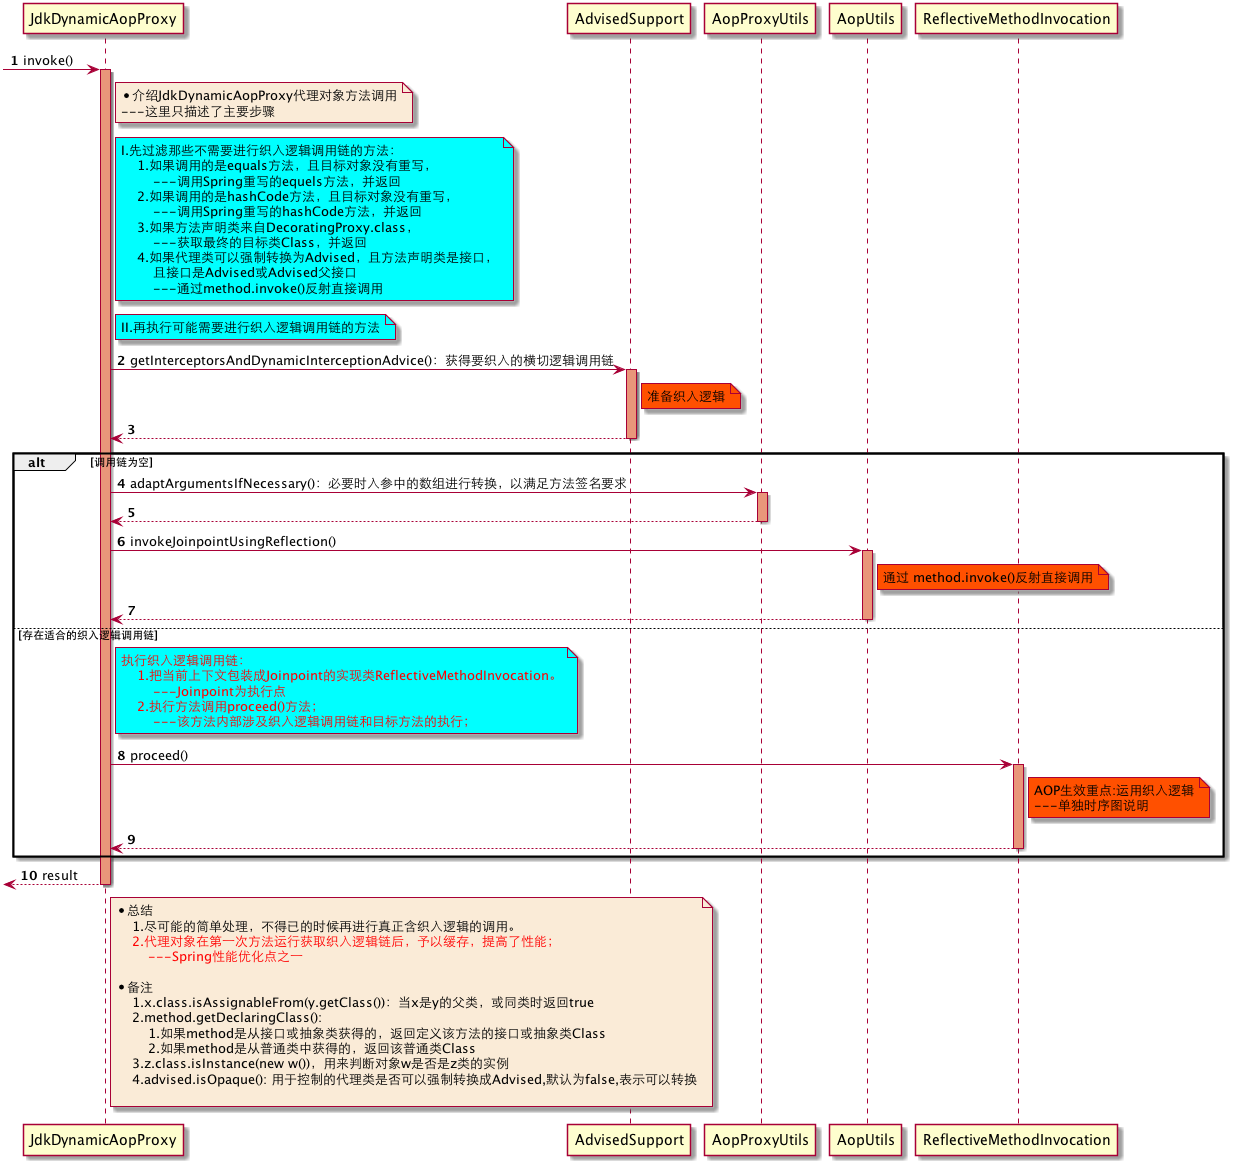 JdkDynamicAopProxy
AdvisedSupport
AopProxyUtils
AopUtils
ReflectiveMethodInvocation
1 invoke()
•介绍JdkDynamicAopProxy代理对象方法调用
---这里只描述了主要步骤
I.先过滤那些不需要进行织入逻辑调用链的方法：
1.如果调用的是equals方法，且目标对象没有重写，
---调用Spring重写的equels方法，并返回
2.如果调用的是hashCode方法，且目标对象没有重写，
---调用Spring重写的hashCode方法，并返回
3.如果方法声明类来自DecoratingProxy.class，
---获取最终的目标类Class，并返回
4.如果代理类可以强制转换为Advised，且方法声明类是接口，
且接口是Advised或Advised父接口
---通过method.invoke()反射直接调用
II.再执行可能需要进行织入逻辑调用链的方法
2 getInterceptorsAndDynamicInterceptionAdvice()：获得要织入的横切逻辑调用链
准备织入逻辑
3
alt [调用链为空]
4 adaptArgumentsIfNecessary()：必要时入参中的数组进行转换，以满足方法签名要求
5
6 invokeJoinpointUsingReflection()
通过 method.invoke()反射直接调用
7
[存在适合的织入逻辑调用链]
执行织入逻辑调用链：
1.把当前上下文包装成Joinpoint的实现类ReflectiveMethodInvocation。
---Joinpoint为执行点
2.执行方法调用proceed()方法；
---该方法内部涉及织入逻辑调用链和目标方法的执行；
8 proceed()
AOP生效重点:运用织入逻辑
---单独时序图说明
9
10 result
•总结
1.尽可能的简单处理，不得已的时候再进行真正含织入逻辑的调用。
2.代理对象在第一次方法运行获取织入逻辑链后，予以缓存，提高了性能；
---Spring性能优化点之一
•备注
1.x.class.isAssignableFrom(y.getClass())：当x是y的父类，或同类时返回true
2.method.getDeclaringClass():
1.如果method是从接口或抽象类获得的，返回定义该方法的接口或抽象类Class
2.如果method是从普通类中获得的，返回该普通类Class
3.z.class.isInstance(new w())，用来判断对象w是否是z类的实例
4.advised.isOpaque(): 用于控制的代理类是否可以强制转换成Advised,默认为false,表示可以转换
JdkDynamicAopProxy
AdvisedSupport
AopProxyUtils
AopUtils
ReflectiveMethodInvocation